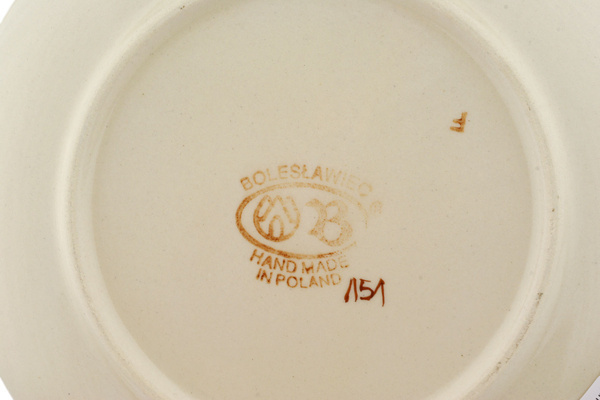 F
BOLESŁAWIEC
B
HAND MADE
IN POLAND
151